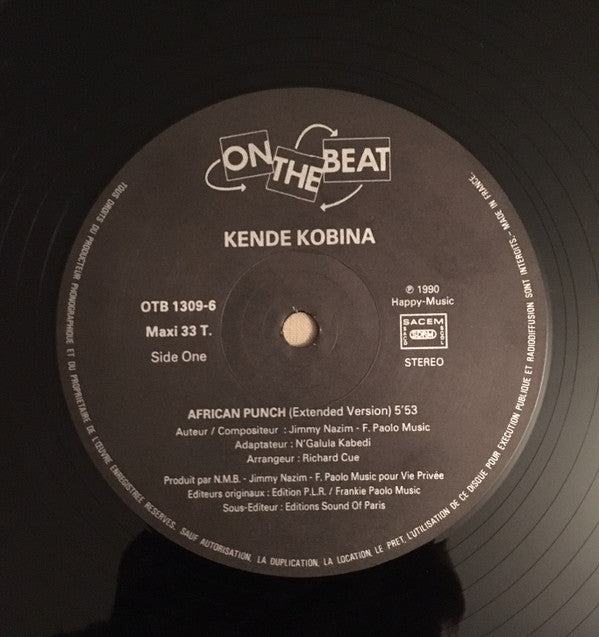 ON
THE
BEAT
KENDE KOBINA
OTB 1309-6
Maxi 33 T.
Side One
℗ 1990
Happy-Music
SACEM
SDRM
STEREO
AFRICAN PUNCH (Extended Version) 5'53
Auteur / Compositeur : Jimmy Nazim - F. Paolo Music
Adaptateur : N'Galula Kabedi
Arrangeur : Richard Cue
Produit par N.M.B. - Jimmy Nazim - F. Paolo Music pour Vie Privée
Editeurs originaux : Edition P.L.R. / Frankie Paolo Music
Sous-Editeur : Editions Sound Of Paris
TOUS DROITS DU PRODUCTEUR PHONOGRAPHIQUE ET DU PROPRIETAIRE DE L'ŒUVRE ENREGISTREE RESERVES. SAUF AUTORISATION, LA DUPLICATION, LA LOCATION, LE PRET, L'UTILISATION DE CE DISQUE POUR EXECUTION PUBLIQUE ET RADIODIFFUSION SONT INTERDITS. - MADE IN FRANCE.